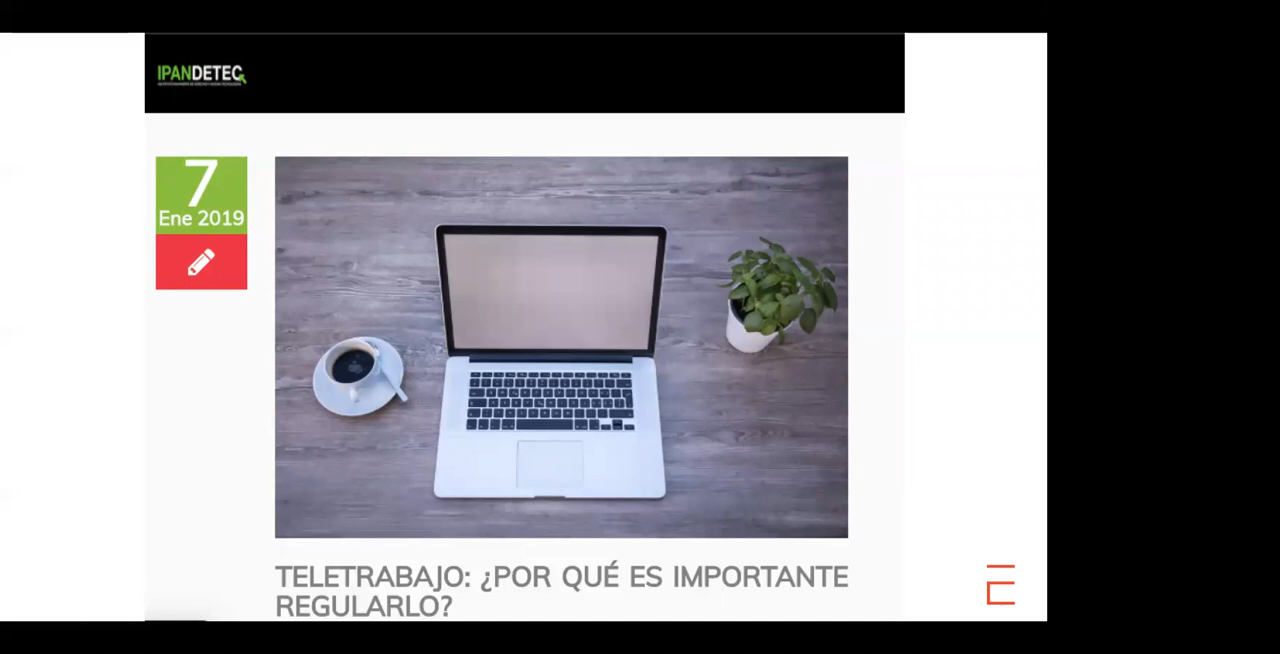 IPANDETEC
7
Ene 2019
TELETRABAJO: ¿POR QUÉ ES IMPORTANTE
REGULARLO?